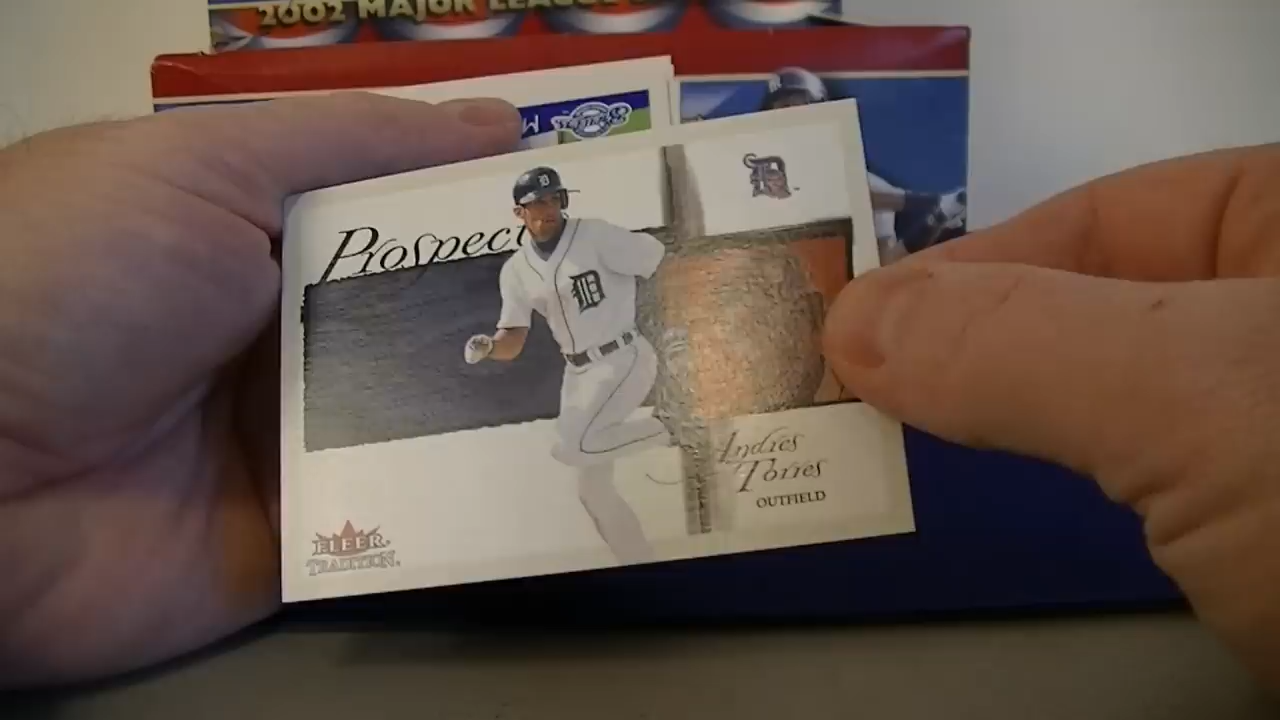 2002 MAJOR LEAGUE
Prospect
D
D
D
Andres
Torres
OUTFIELD
FLEER
TRADITION